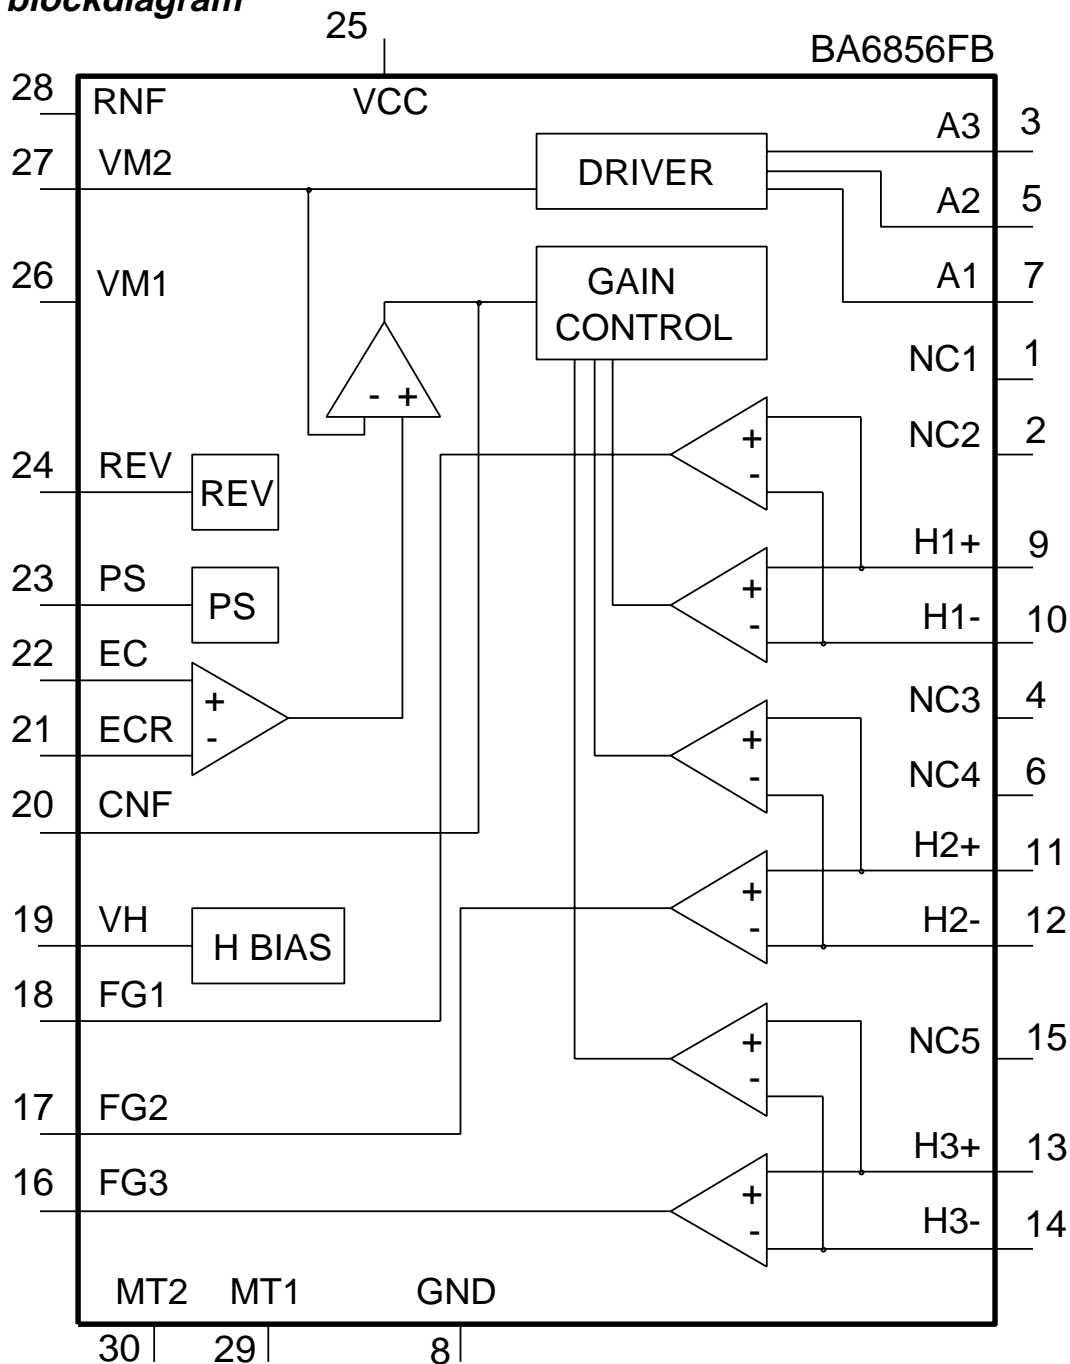 blockdiagram
25
BA6856FB
28
RNF
VCC
A3
3
27
VM2
DRIVER
A2
5
26
VM1
GAIN
CONTROL
A1
7
NC1
1
- +
24
REV
REV
+
-
NC2
2
23
PS
PS
H1+
9
+
-
H1-
10
22
EC
+
-
21
ECR
NC3
4
+
-
NC4
6
20
CNF
H2+
11
+
-
H2-
12
19
VH
H BIAS
18
FG1
+
-
NC5
15
17
FG2
H3+
13
16
FG3
+
-
H3-
14
MT2
MT1
GND
30
29
8